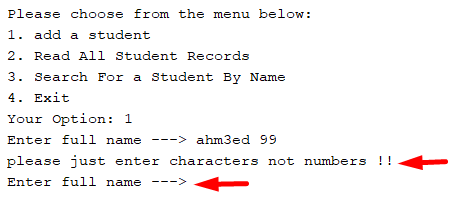 Please choose from the menu below:
1. add a student
2. Read All Student Records
3. Search For a Student By Name
4. Exit
Your Option: 1
Enter full name ---> ahm3ed 99
please just enter characters not numbers !!
Enter full name --->